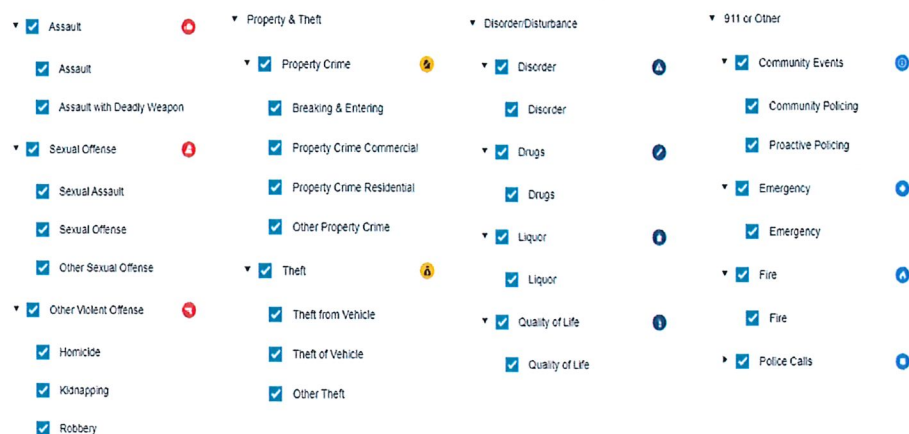 Assault
Assault
Assault with Deadly Weapon
Sexual Offense
Sexual Assault
Sexual Offense
Other Sexual Offense
Other Violent Offense
Homicide
Kidnapping
Robbery
Property & Theft
Property Crime
Breaking & Entering
Property Crime Commercial
Property Crime Residential
Other Property Crime
Theft
Theft from Vehicle
Theft of Vehicle
Other Theft
Disorder/Disturbance
Disorder
Disorder
Drugs
Drugs
Liquor
Liquor
Quality of Life
Quality of Life
911 or Other
Community Events
Community Policing
Proactive Policing
Emergency
Emergency
Fire
Fire
Police Calls